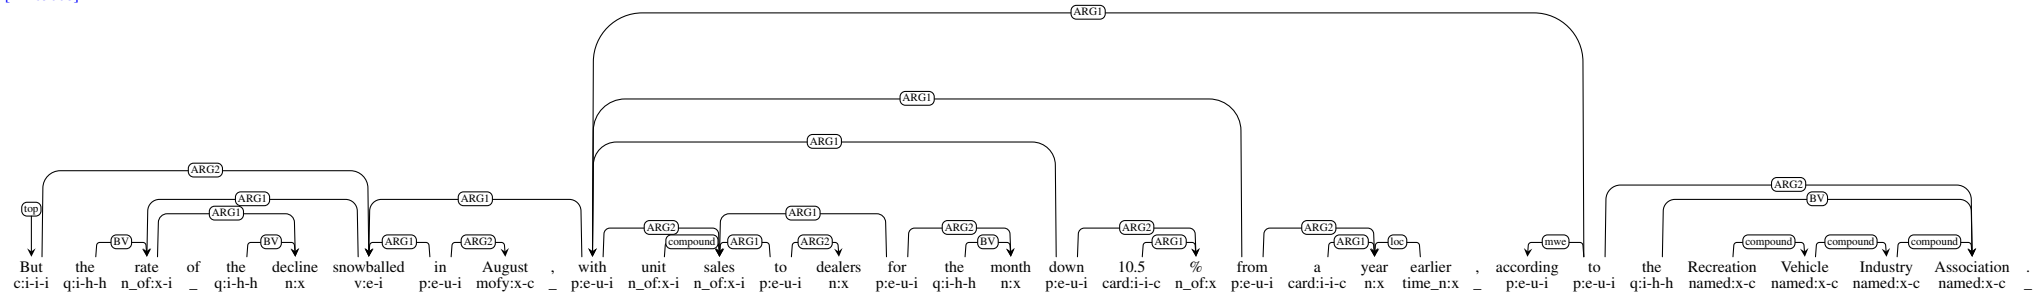 ARG1
ARG1
ARG1
ARG2 ARG2
top ARG1 ARG1 BV
ARG1 ARG1
ARG2 ARG2 ARG2 ARG2
BV BV ARG1 ARG2 compound ARG1 ARG2 BV ARG1 ARG1 loc mwe compound compound compound
But the rate of the decline snowballed in August , with unit sales to dealers for the month down 10.5 % from a year earlier , according to the Recreation Vehicle Industry Association .
c:i-i-i q:i-h-h n_of:x-i _ q:i-h-h n:x v:e-i p:e-u-i mofy:x-c _ p:e-u-i n_of:x-i n_of:x-i p:e-u-i n:x p:e-u-i q:i-h-h n:x p:e-u-i card:i-i-c n_of:x p:e-u-i card:i-i-c n:x time_n:x _ p:e-u-i p:e-u-i q:i-h-h named:x-c named:x-c named:x-c named:x-c _